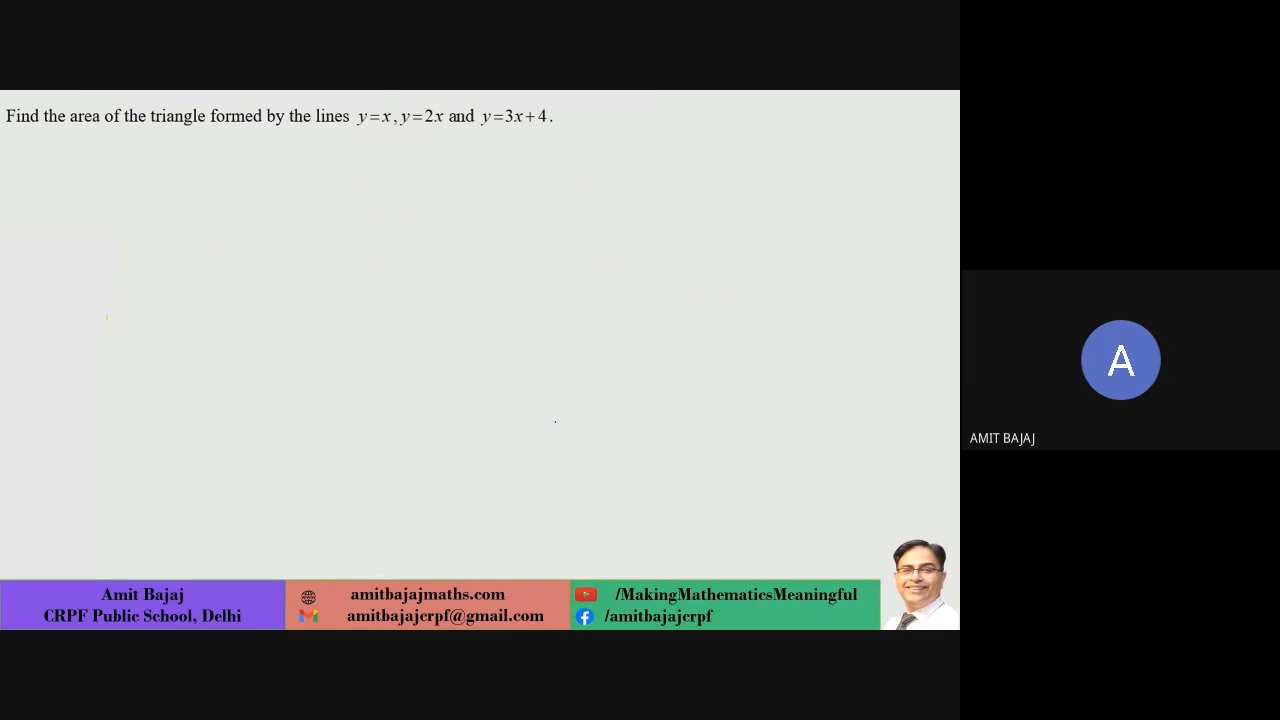 Find the area of the triangle formed by the lines y=x, y=2x and y=3x+4.
A
AMIT BAJAJ
Amit Bajaj
CRPF Public School, Delhi
amitbajajmaths.com
amitbajajcrpf@gmail.com
/MakingMathematicsMeaningful
/amitbajajcrpf